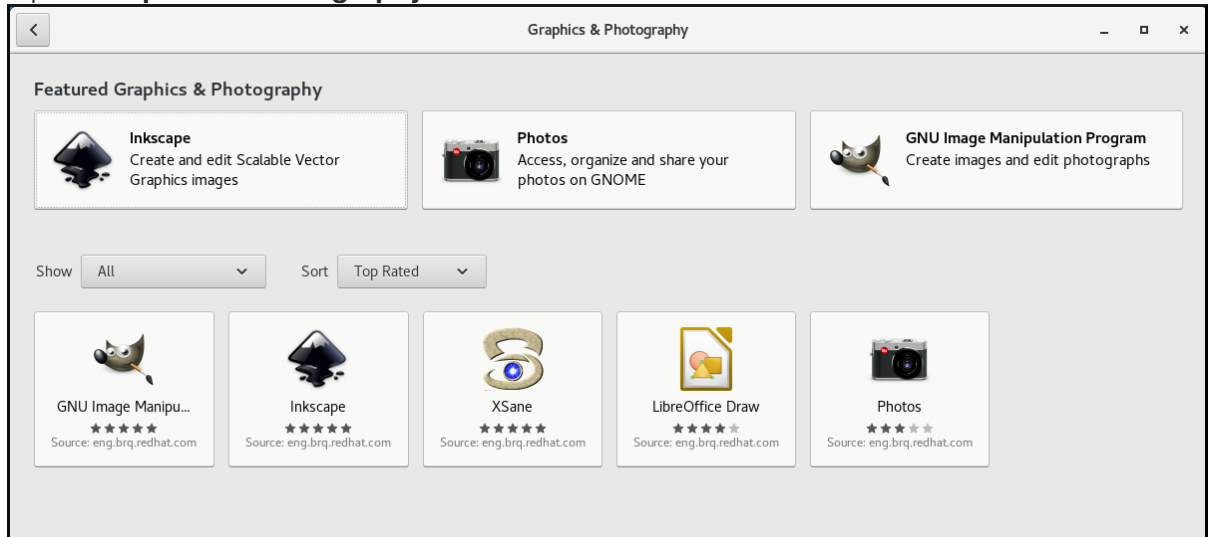 Graphics & Photography
Featured Graphics & Photography
Inkscape
Create and edit Scalable Vector
Graphics images
Photos
Access, organize and share your
photos on GNOME
GNU Image Manipulation Program
Create images and edit photographs
Show All Sort Top Rated
GNU Image Manipu...
Source: eng.brq.redhat.com
Inkscape
Source: eng.brq.redhat.com
XSane
Source: eng.brq.redhat.com
LibreOffice Draw
Source: eng.brq.redhat.com
Photos
Source: eng.brq.redhat.com